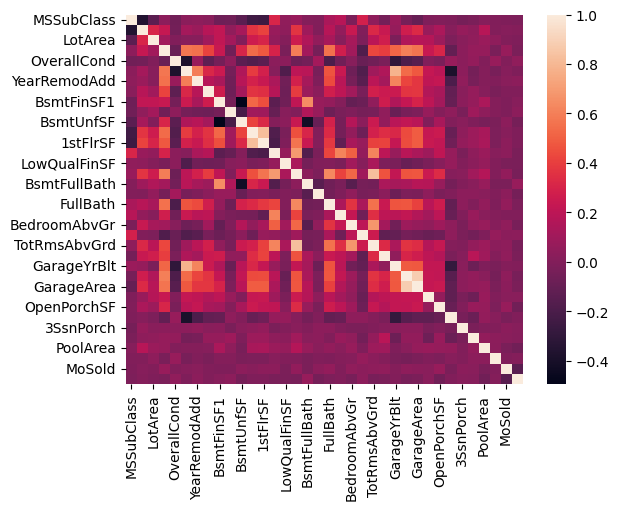 MSSubClass
LotArea
OverallCond
YearRemodAdd
BsmtFinSF1
BsmtUnfSF
1stFlrSF
LowQualFinSF
BsmtFullBath
FullBath
BedroomAbvGr
TotRmsAbvGrd
GarageYrBlt
GarageArea
OpenPorchSF
3SsnPorch
PoolArea
MoSold
MSSubClass
LotArea
OverallCond
YearRemodAdd
BsmtFinSF1
BsmtUnfSF
1stFlrSF
LowQualFinSF
BsmtFullBath
FullBath
BedroomAbvGr
TotRmsAbvGrd
GarageYrBlt
GarageArea
OpenPorchSF
3SsnPorch
PoolArea
MoSold
1.0
0.8
0.6
0.4
0.2
0.0
−0.2
−0.4